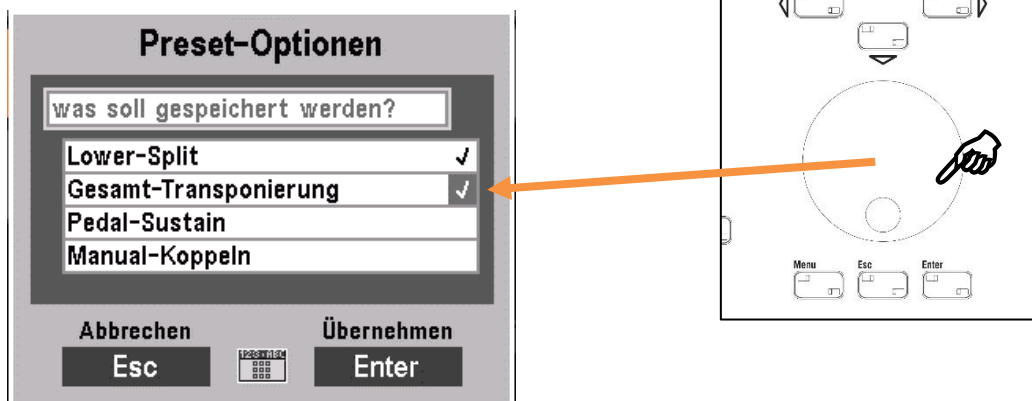 Preset-Optionen
was soll gespeichert werden?
Lower-Split
Gesamt-Transponierung
Pedal-Sustain
Manual-Koppeln
Abbrechen
Übernehmen
Esc
Enter
Menu
Esc
Enter